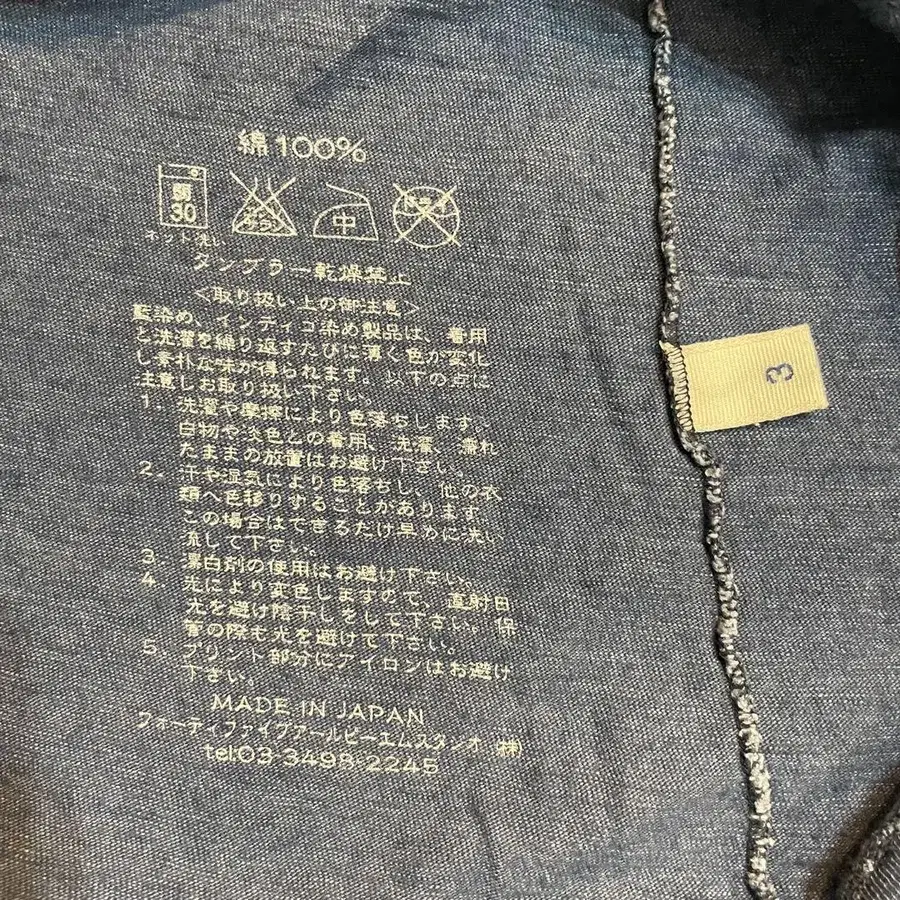 綿100%
弱
30
エンソサラシ
中
ドライ
ネット洗い
タンブラー乾燥禁止
<取り扱い上の御注意>
藍染め、インディゴ染め製品は、着用
と洗濯を繰り返すたびに薄く色が変化
し素朴な味が得られます。以下の点に
注意しお取り扱い下さい。
1. 洗濯や摩擦により色落ちします。
白物や淡色との着用、洗濯、濡れ
たままの放置はお避け下さい。
2. 汗や湿気により色落ちし、他の衣
類へ色移りすることがあります。
この場合はできるだけ早めに洗い
流して下さい。
3. 漂白剤の使用はお避け下さい。
4. 光により変色しますので、直射日
光を避け陰干しをして下さい。保
管の際も光を避けて下さい。
5. プリント部分にアイロンはお避け
下さい。
MADE IN JAPAN
フォーティファイブアールピーエムスタジオ(株)
tel.03-3498-2245
3